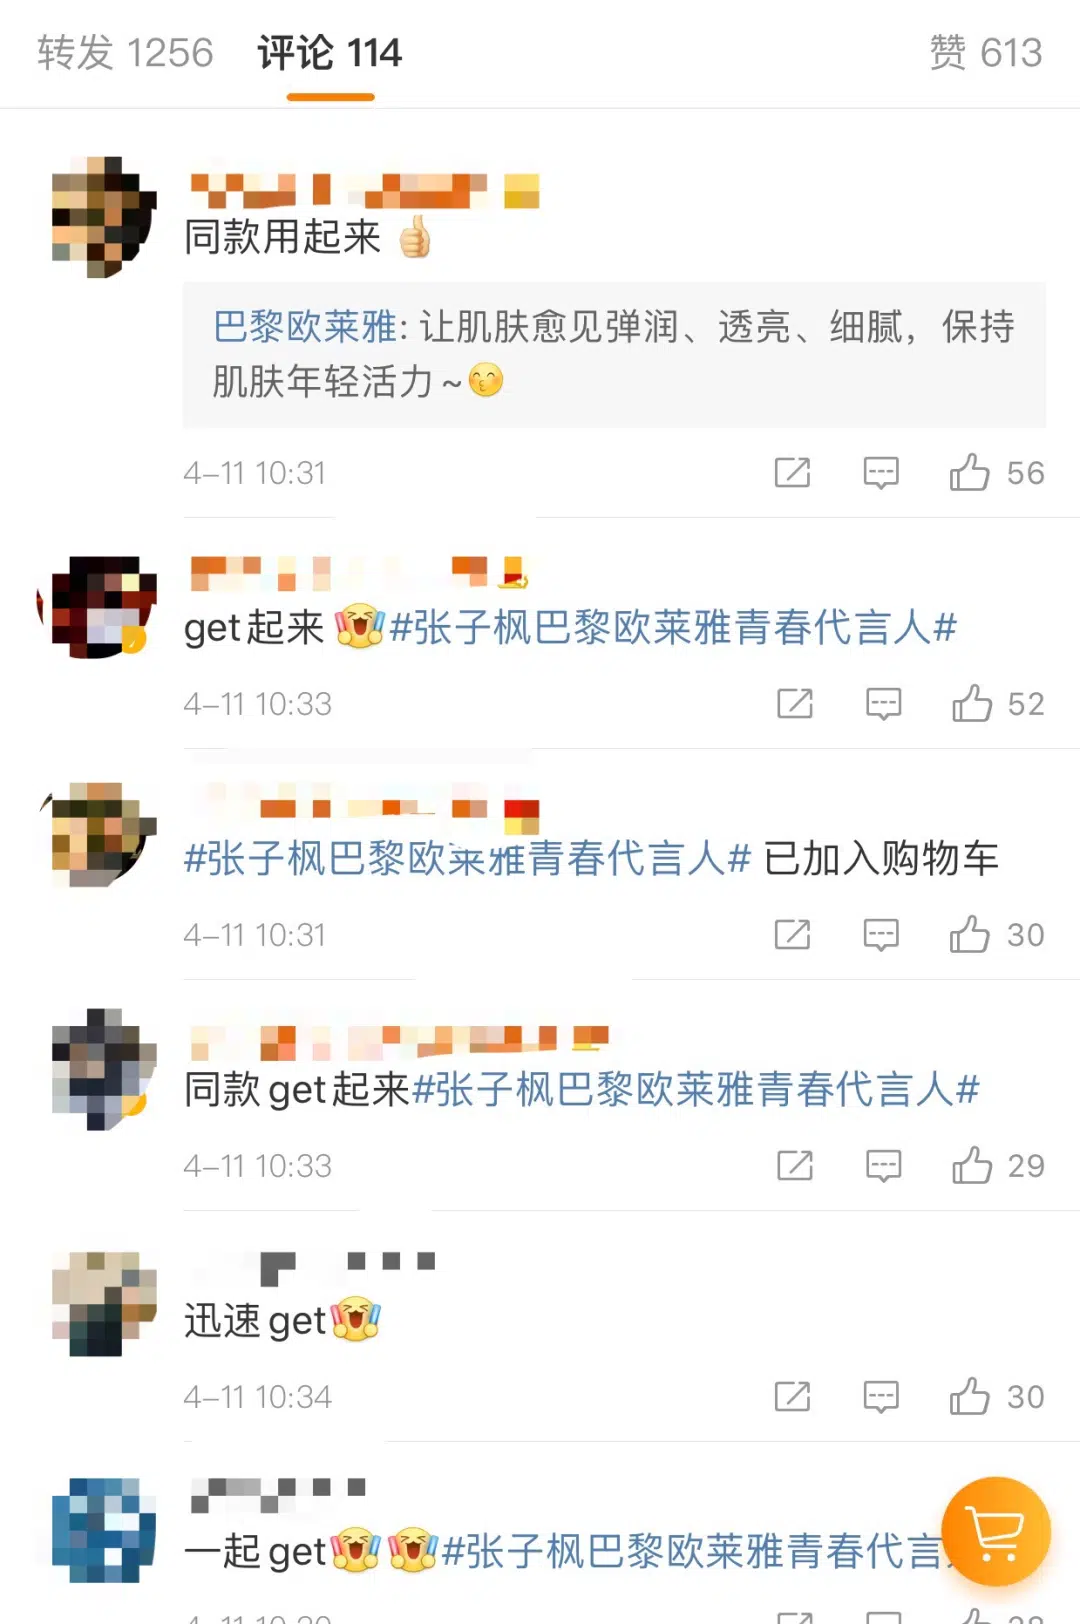 转发 1256 评论 114 赞 613
同款用起来
巴黎欧莱雅: 让肌肤愈见弹润、透亮、细腻，保持
肌肤年轻活力～
4-11 10:31 56
get起来 #张子枫巴黎欧莱雅青春代言人#
4-11 10:33 52
#张子枫巴黎欧莱雅青春代言人# 已加入购物车
4-11 10:31 30
同款get起来#张子枫巴黎欧莱雅青春代言人#
4-11 10:33 29
迅速get
4-11 10:34 30
一起get #张子枫巴黎欧莱雅青春代言